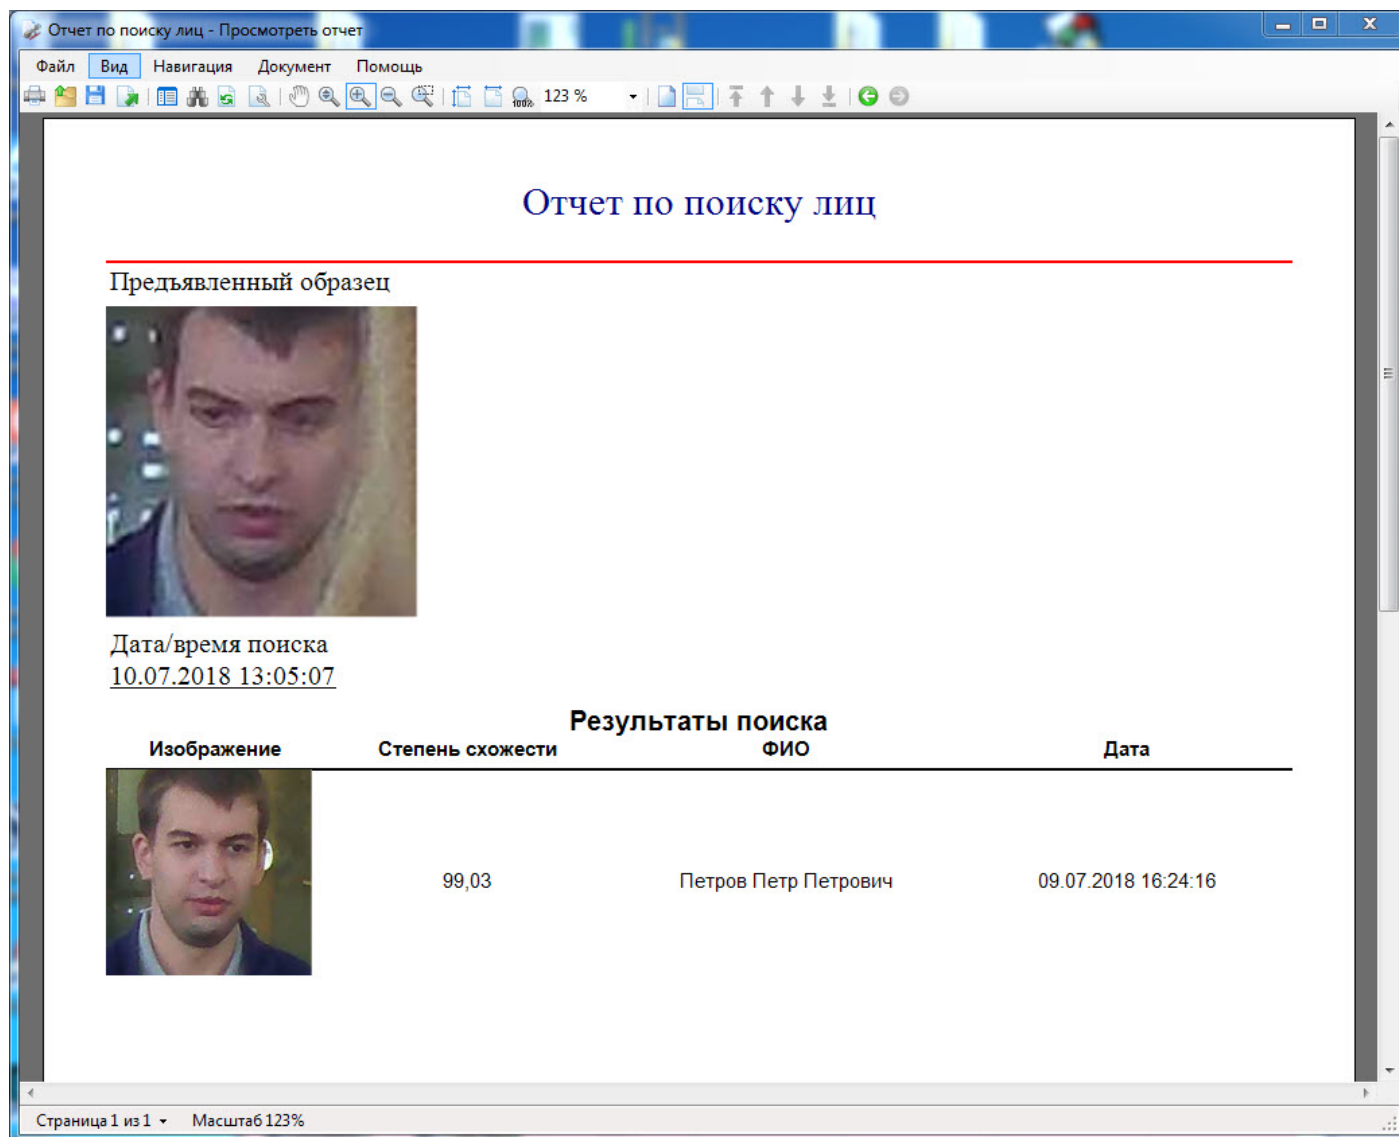 Отчет по поиску лиц - Просмотреть отчет
Файл Вид Навигация Документ Помощь
100% 123 %
Отчет по поиску лиц
Предъявленный образец
Дата/время поиска
10.07.2018 13:05:07
Результаты поиска
Изображение Степень схожести ФИО Дата
99,03 Петров Петр Петрович 09.07.2018 16:24:16
Страница 1 из 1 Масштаб 123%